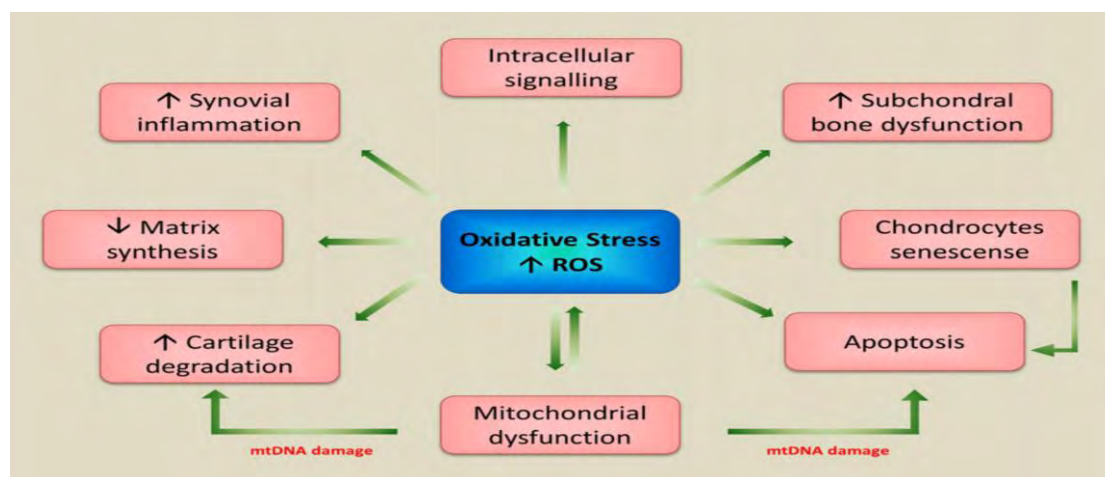 Intracellular
signalling
↑ Synovial
inflammation
↑ Subchondral
bone dysfunction
↓ Matrix
synthesis
Oxidative Stress
↑ ROS
Chondrocytes
senescense
↑ Cartilage
degradation
Apoptosis
Mitochondrial
dysfunction
mtDNA damage
mtDNA damage